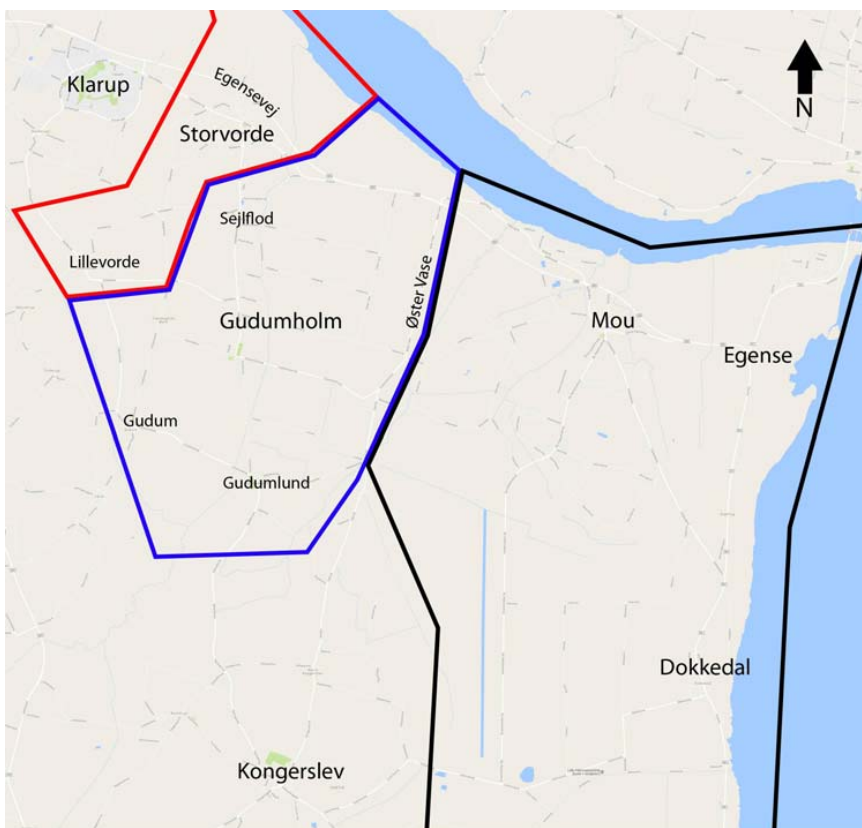 Klarup
Egensevej
N
Storvorde
Sejlflod
Lillevorde
Øster Vase
Gudumholm
Mou
Egense
Gudum
Gudumlund
Dokkedal
Kongerslev